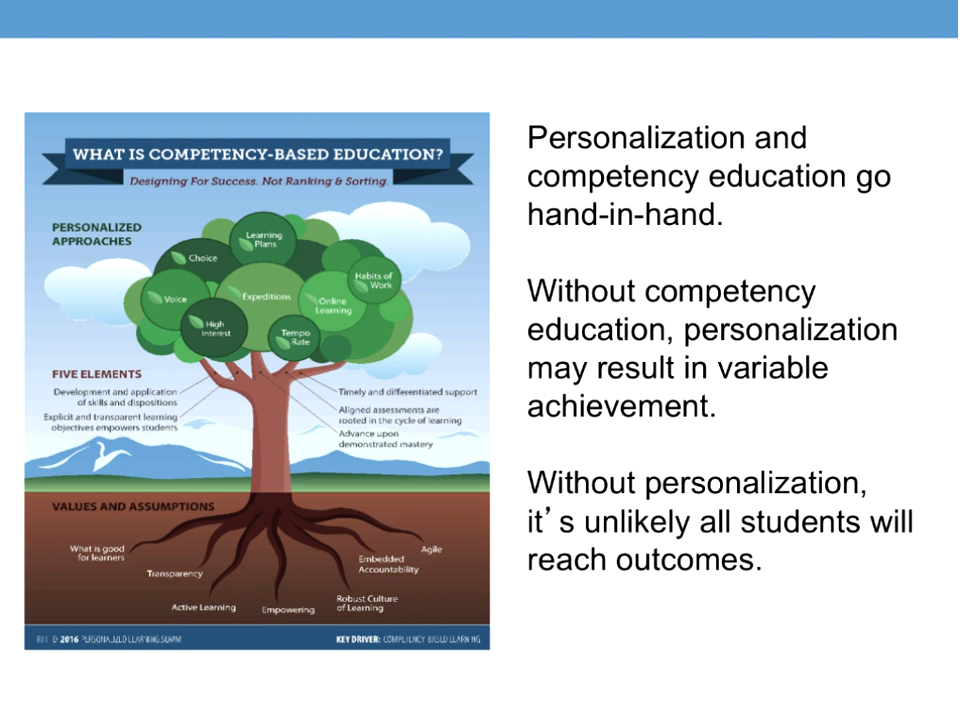 WHAT IS COMPETENCY-BASED EDUCATION?
Designing For Success. Not Ranking & Sorting.
PERSONALIZED
APPROACHES
Learning
Plans
Choice
Habits of
Work
Voice
Expeditions
Online
Learning
High
Interest
Tempo
Rate
FIVE ELEMENTS
Development and application
of skills and dispositions
Explicit and transparent learning
objectives empowers students
Timely and differentiated support
Aligned assessments are
rooted in the cycle of learning
Advance upon
demonstrated mastery
VALUES AND ASSUMPTIONS
What is good
for learners
Transparency
Active Learning
Empowering
Robust Culture
of Learning
Embedded
Accountability
Agile
2016 PERSONALIZED LEARNING
KEY DRIVER: COMPETENCY BASED LEARNING
Personalization and
competency education go
hand-in-hand.
Without competency
education, personalization
may result in variable
achievement.
Without personalization,
it’s unlikely all students will
reach outcomes.